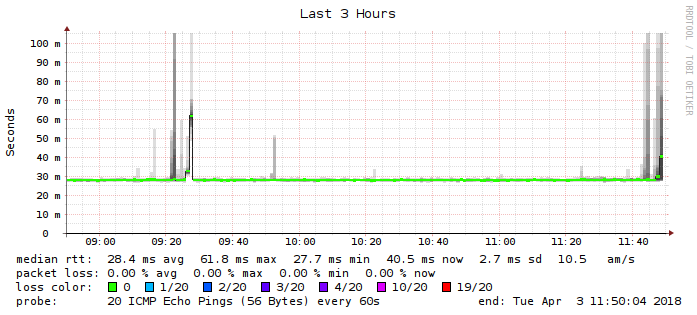 Last 3 Hours
RRDTOOL / TOBI OETIKER
Seconds
100 m
90 m
80 m
70 m
60 m
50 m
40 m
30 m
20 m
10 m
0
09:00 09:20 09:40 10:00 10:20 10:40 11:00 11:20 11:40
median rtt: 28.4 ms avg 61.8 ms max 27.7 ms min 40.5 ms now 2.7 ms sd 10.5 am/s
packet loss: 0.00 % avg 0.00 % max 0.00 % min 0.00 % now
loss color: 0 1/20 2/20 3/20 4/20 10/20 19/20
probe: 20 ICMP Echo Pings (56 Bytes) every 60s end: Tue Apr 3 11:50:04 2018